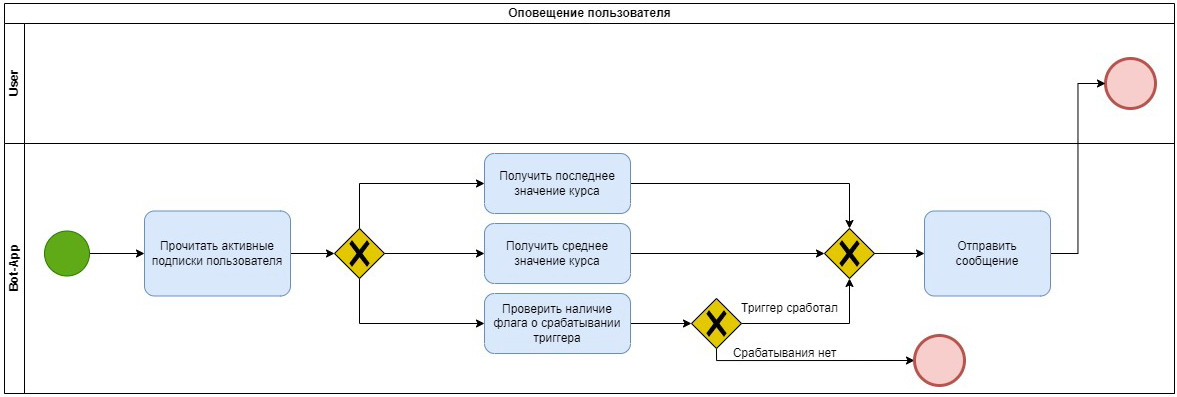 Оповещение пользователя
User
Bot-App
Прочитать активные
подписки пользователя
Получить последнее
значение курса
Получить среднее
значение курса
Проверить наличие
флага о срабатывании
триггера
Триггер сработал
Срабатывания нет
Отправить
сообщение